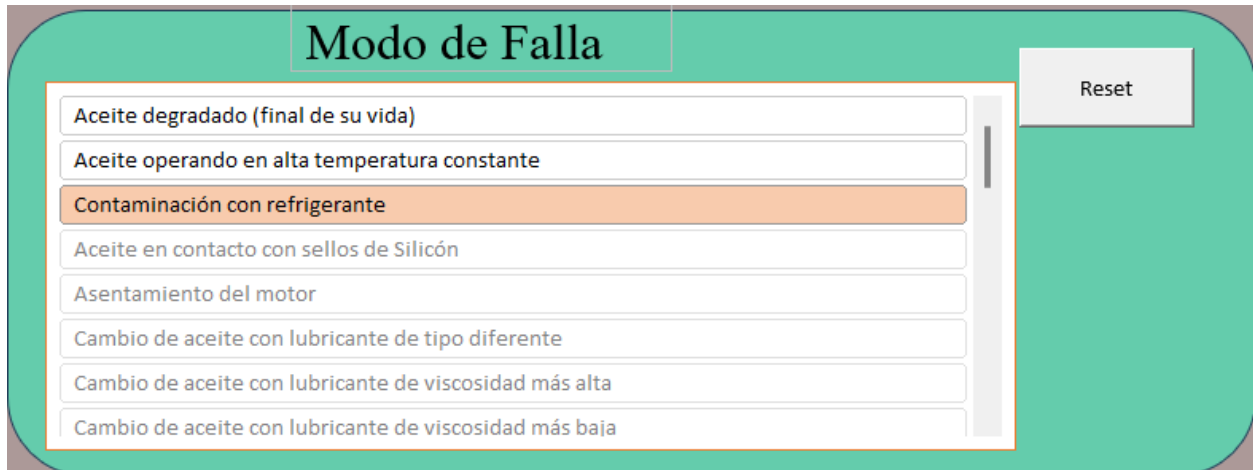 Modo de Falla
Reset
Aceite degradado (final de su vida)
Aceite operando en alta temperatura constante
Contaminación con refrigerante
Aceite en contacto con sellos de Silicón
Asentamiento del motor
Cambio de aceite con lubricante de tipo diferente
Cambio de aceite con lubricante de viscosidad más alta
Cambio de aceite con lubricante de viscosidad más baja